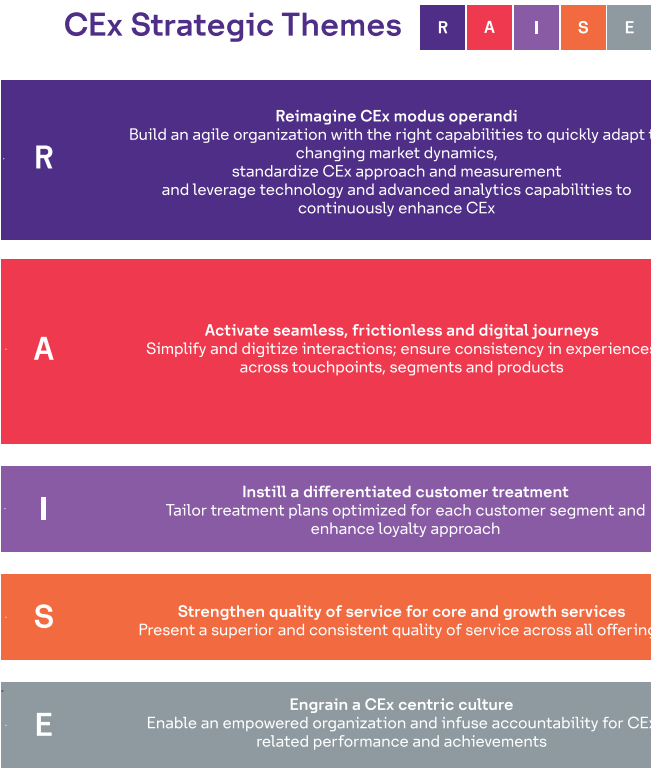 CEx Strategic Themes
R A I S E
R
Reimagine CEx modus operandi
Build an agile organization with the right capabilities to quickly adapt
changing market dynamics,
standardize CEx approach and measurement
and leverage technology and advanced analytics capabilities to
continuously enhance CEx
A
Activate seamless, frictionless and digital journeys
Simplify and digitize interactions; ensure consistency in experiences
across touchpoints, segments and products
I
Instill a differentiated customer treatment
Tailor treatment plans optimized for each customer segment and
enhance loyalty approach
S
Strengthen quality of service for core and growth services
Present a superior and consistent quality of service across all offering
E
Engrain a CEx centric culture
Enable an empowered organization and infuse accountability for CEx
related performance and achievements